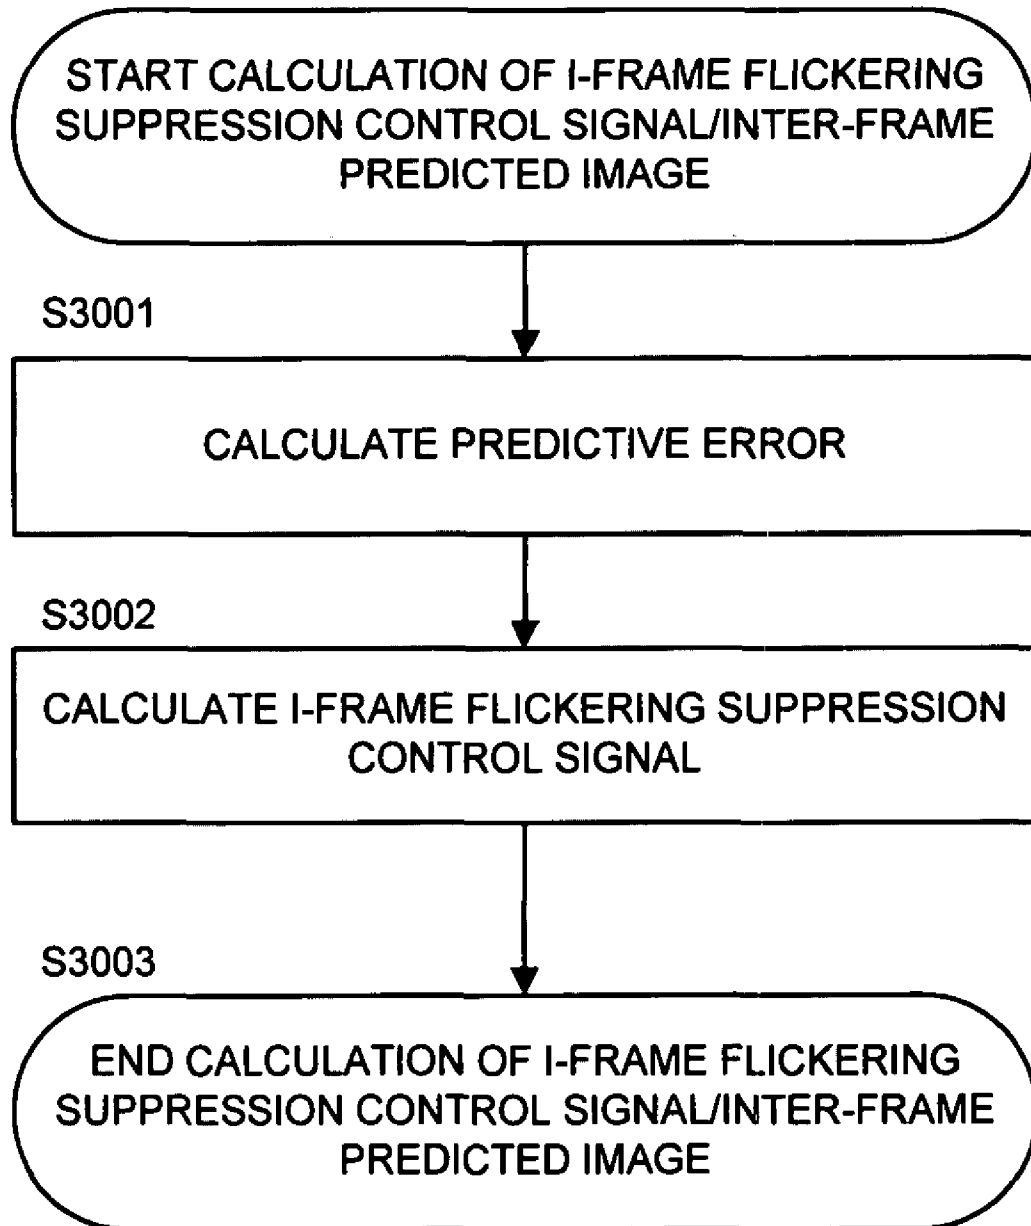 START CALCULATION OF I-FRAME FLICKERING
SUPPRESSION CONTROL SIGNAL/INTER-FRAME
PREDICTED IMAGE
S3001
CALCULATE PREDICTIVE ERROR
S3002
CALCULATE I-FRAME FLICKERING SUPPRESSION
CONTROL SIGNAL
S3003
END CALCULATION OF I-FRAME FLICKERING
SUPPRESSION CONTROL SIGNAL/INTER-FRAME
PREDICTED IMAGE